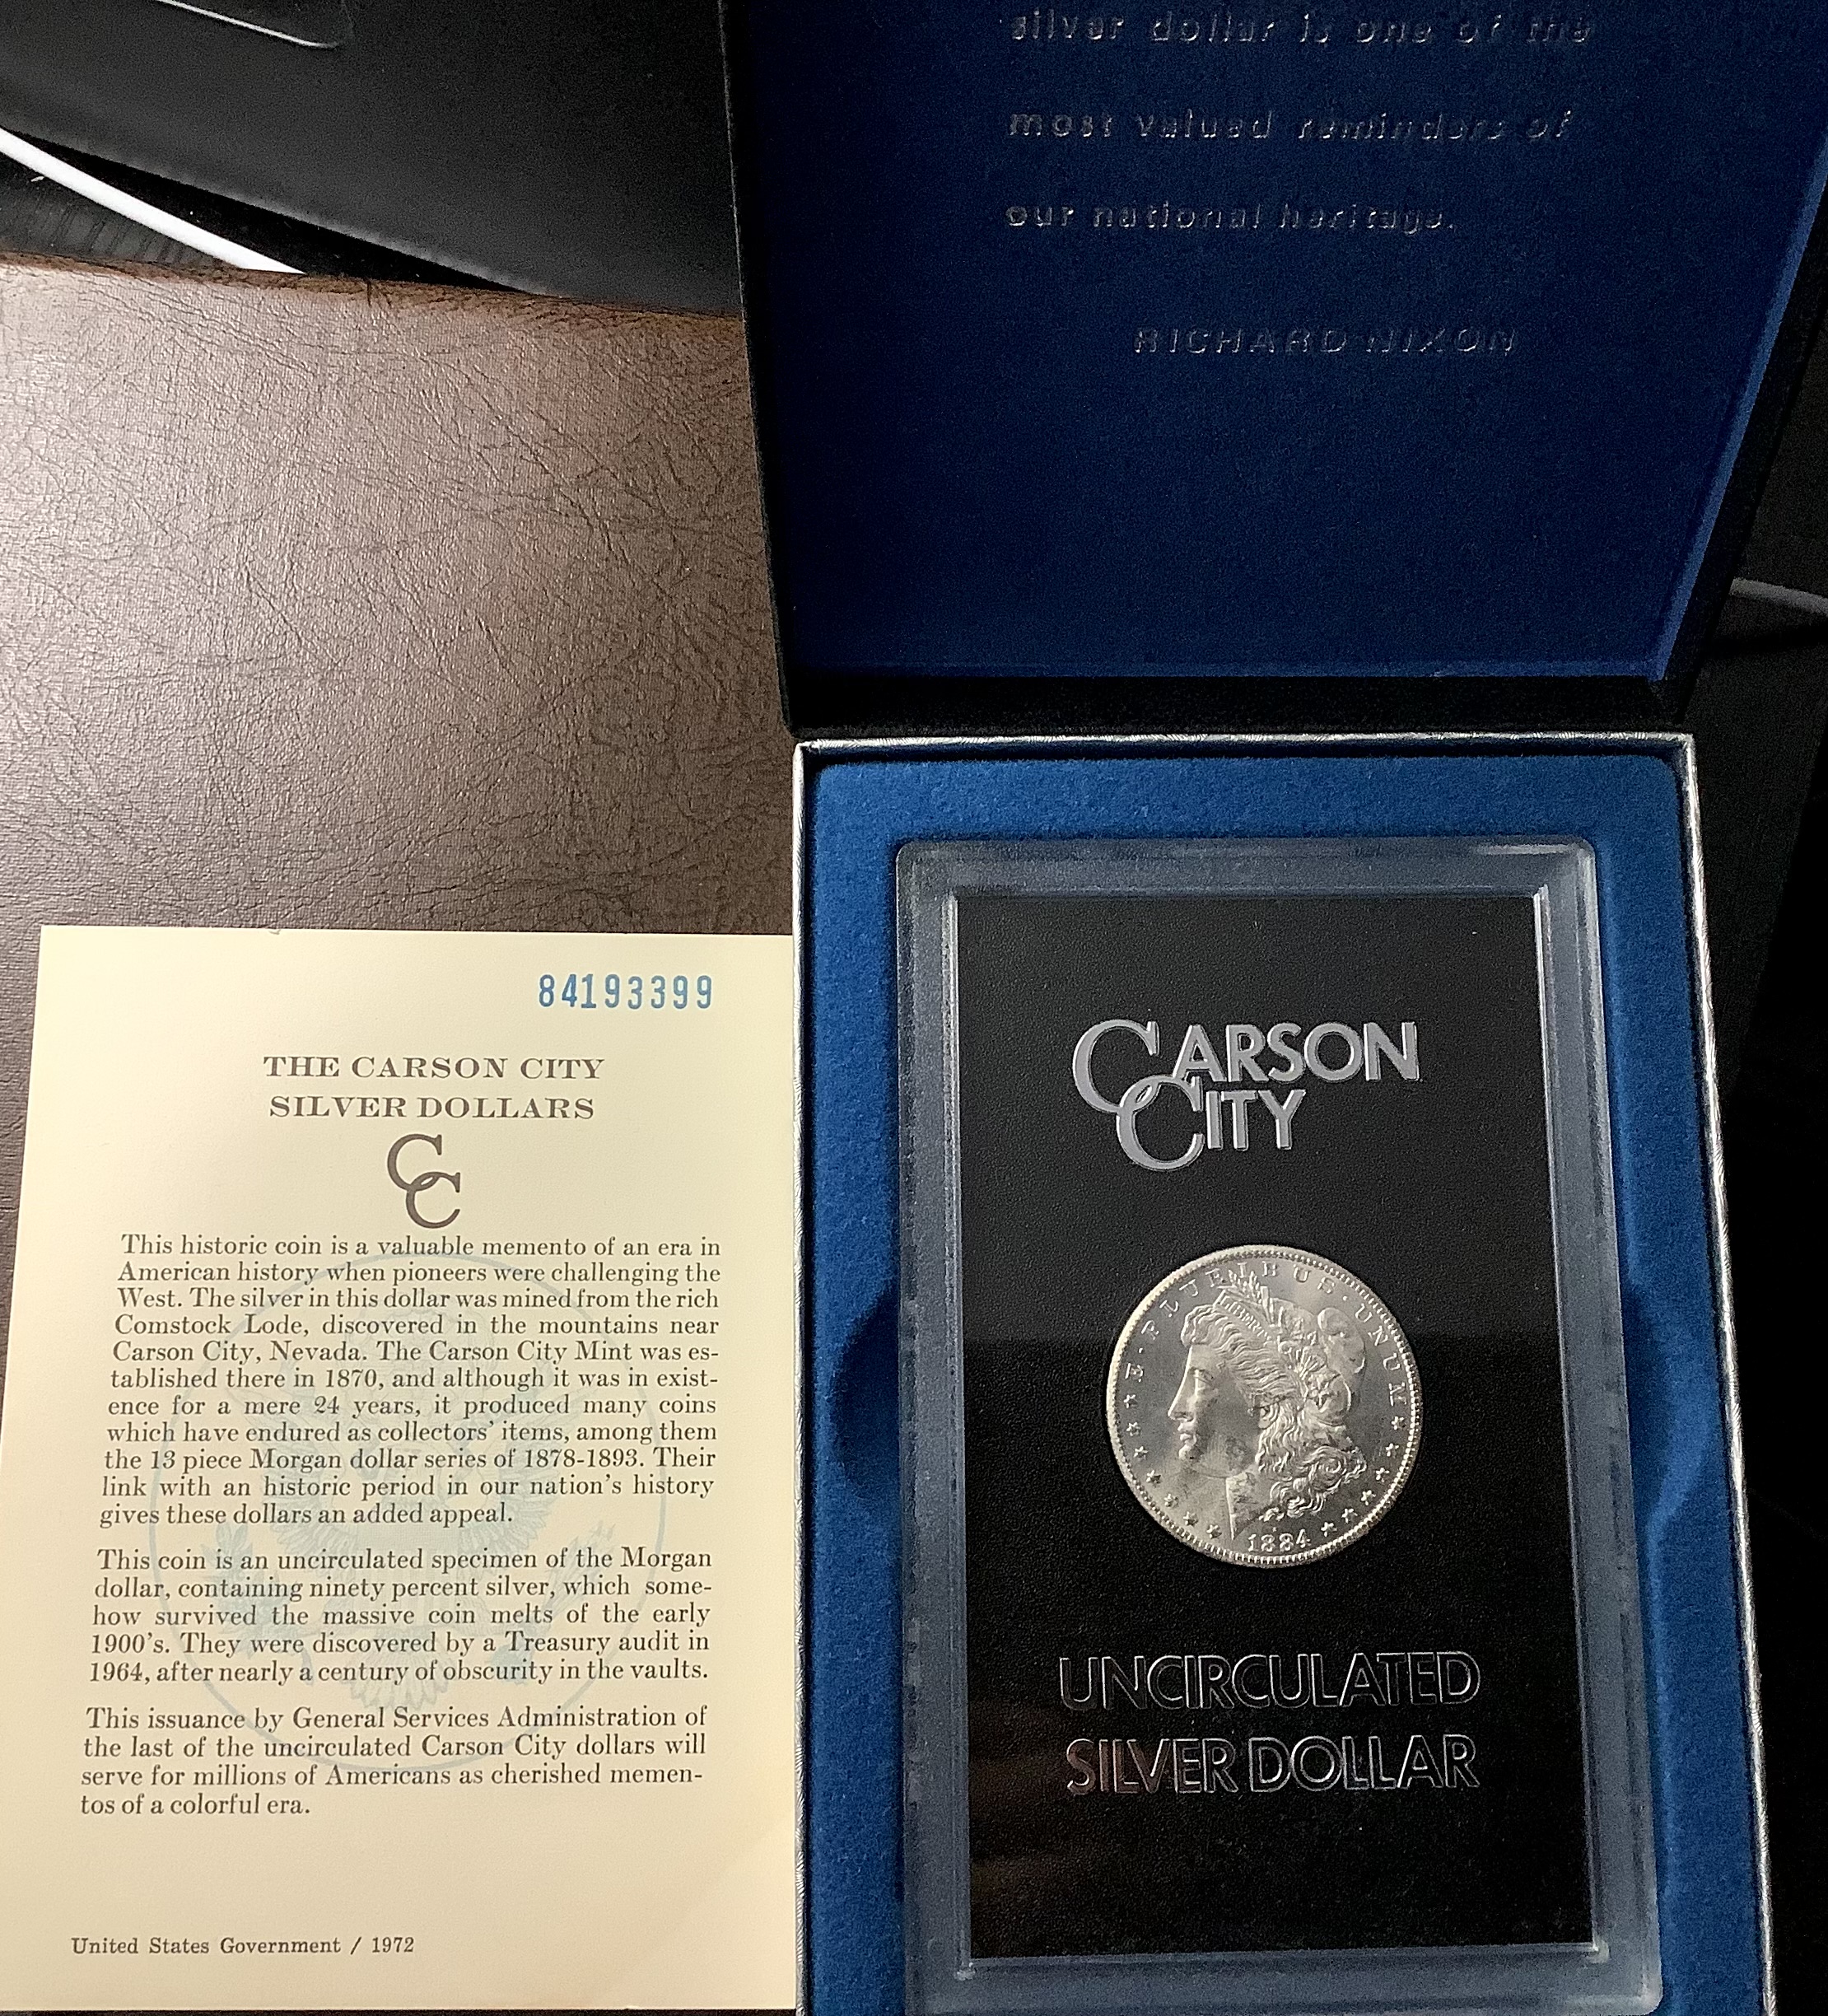 silver dollar is one of the
most valued reminders of
our national heritage.
RICHARD NIXON
84193399
THE CARSON CITY
SILVER DOLLARS
CC
This historic coin is a valuable memento of an era in
American history when pioneers were challenging the
West. The silver in this dollar was mined from the rich
Comstock Lode, discovered in the mountains near
Carson City, Nevada. The Carson City Mint was es-
tablished there in 1870, and although it was in exist-
ence for a mere 24 years, it produced many coins
which have endured as collectors' items, among them
the 13 piece Morgan dollar series of 1878-1893. Their
link with an historic period in our nation's history
gives these dollars an added appeal.
This coin is an uncirculated specimen of the Morgan
dollar, containing ninety percent silver, which some-
how survived the massive coin melts of the early
1900's. They were discovered by a Treasury audit in
1964, after nearly a century of obscurity in the vaults.
This issuance by General Services Administration of
the last of the uncirculated Carson City dollars will
serve for millions of Americans as cherished memen-
tos of a colorful era.
United States Government / 1972
CARSON
CITY
E·PLURIBUS·UNUM
LIBERTY
1884
UNCIRCULATED
SILVER DOLLAR